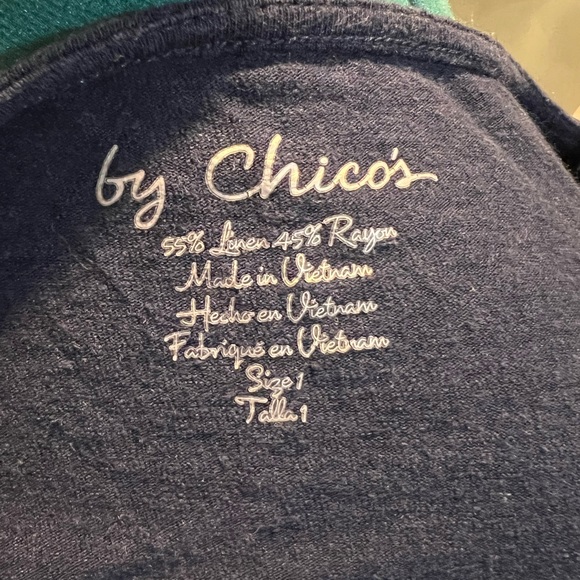 by Chico's
55% Linen 45% Rayon
Made in Vietnam
Hecho en Vietnam
Fabriqué en Vietnam
Size 1
Talla 1